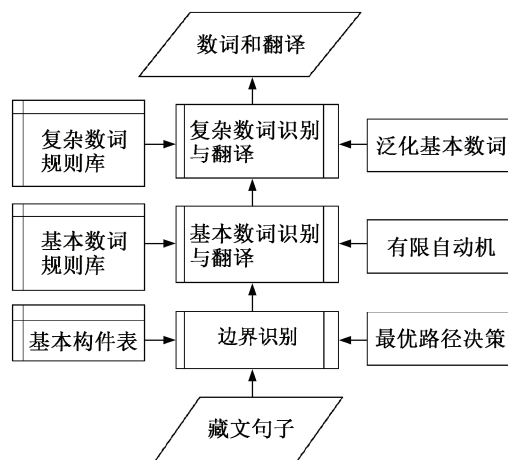 数词和翻译
复杂数词
规则库
复杂数词识别
与翻译
泛化基本数词
基本数词
规则库
基本数词识别
与翻译
有限自动机
基本构件表
边界识别
最优路径决策
藏文句子